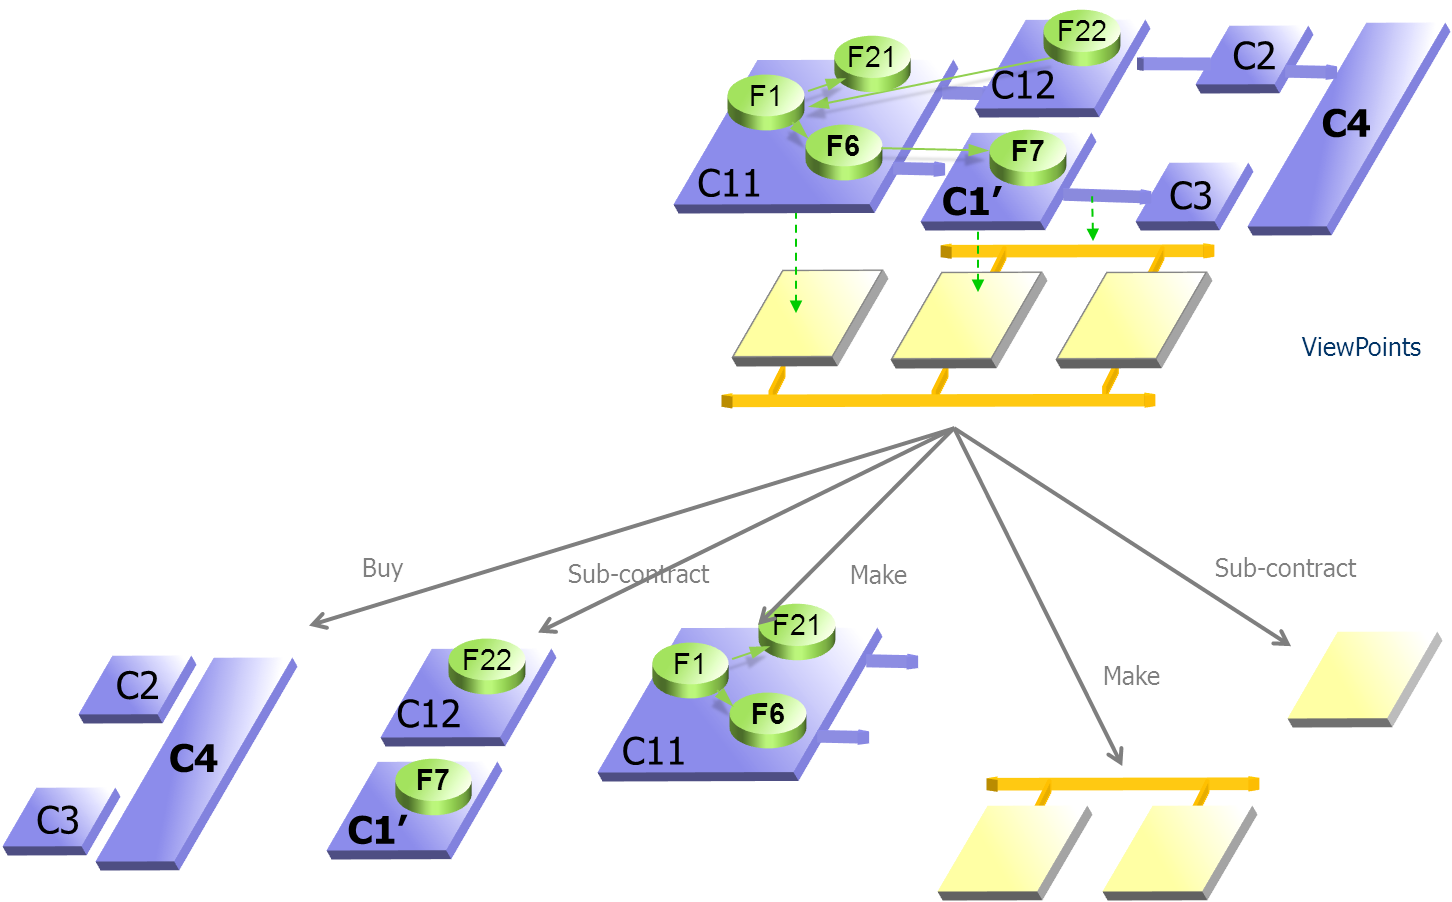 F22
F21
C2
C12
F1
C4
F6
F7
C11
C1’
C3
ViewPoints
Buy
Sub-contract
Make
Sub-contract
Make
F21
F22
F1
C2
C12
F6
C4
C11
F7
C3
C1’